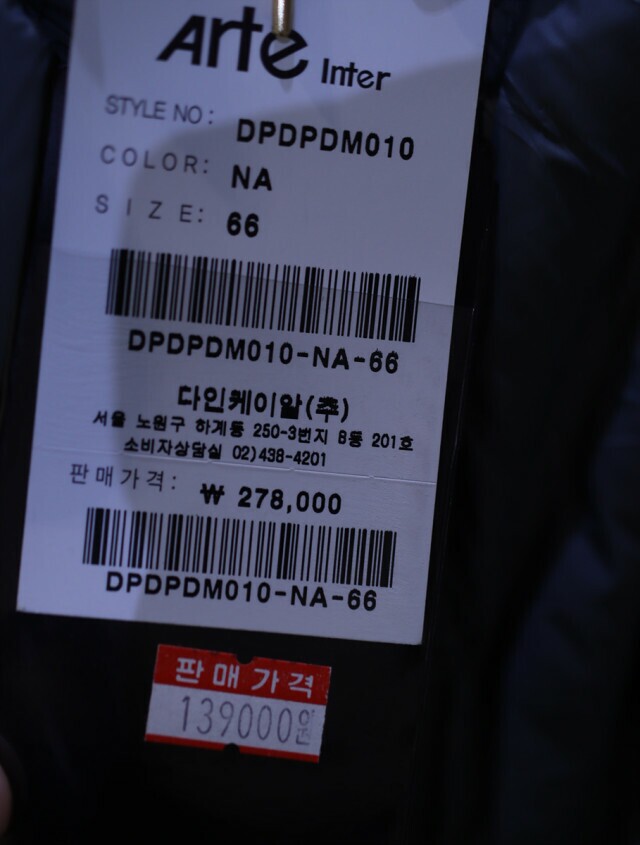 Arte Inter
STYLE NO: DPDPDM010
COLOR: NA
SIZE: 66
DPDPDM010-NA-66
다인케이알(주)
서울 노원구 하계동 250-3번지 B동 201호
소비자상담실 02)438-4201
판매가격: ₩ 278,000
DPDPDM010-NA-66
판매가격
139000원